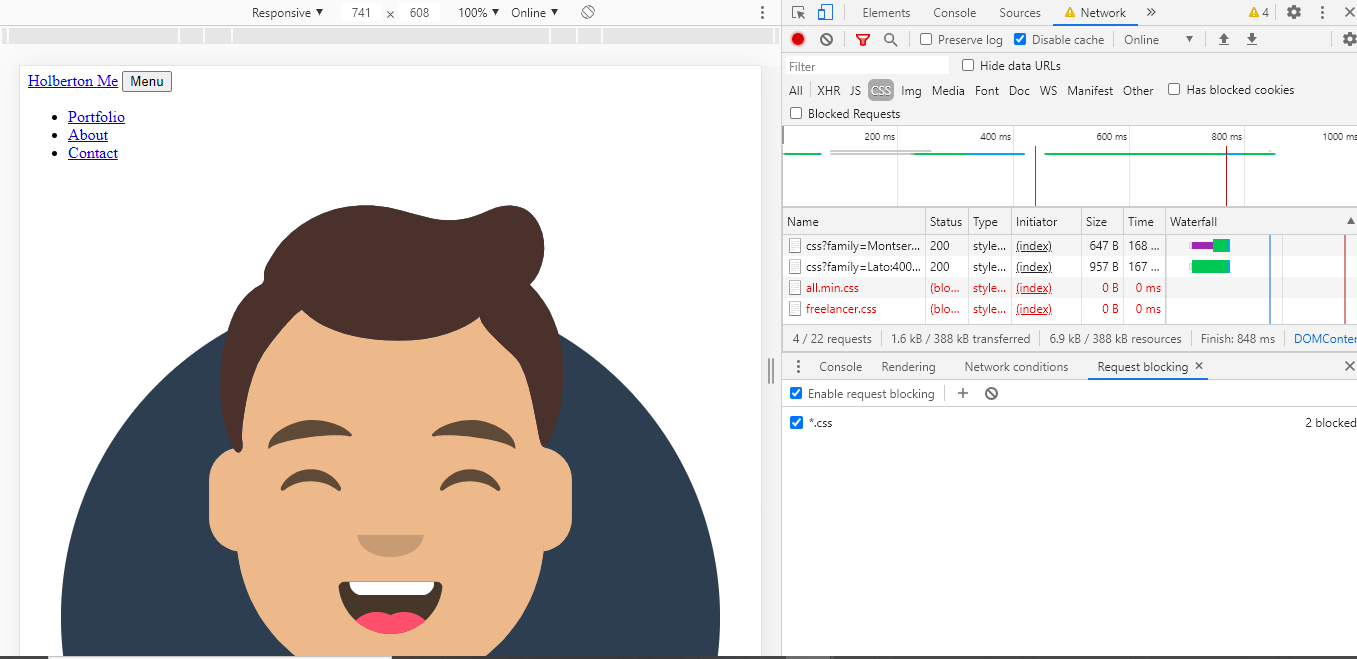 Responsive ▼ 741 × 608 100% ▼ Online ▼
Holberton Me Menu
• Portfolio
• About
• Contact
Elements Console Sources Network » 4
Preserve log Disable cache Online ▼
Filter Hide data URLs
All XHR JS CSS Img Media Font Doc WS Manifest Other Has blocked cookies
Blocked Requests
200 ms 400 ms 600 ms 800 ms 1000 ms
Name Status Type Initiator Size Time Waterfall ▲
css?family=Montser... 200 style... (index) 647 B 168 ...
css?family=Lato:400... 200 style... (index) 957 B 167 ...
all.min.css (blo... style... (index) 0 B 0 ms
freelancer.css (blo... style... (index) 0 B 0 ms
4 / 22 requests 1.6 kB / 388 kB transferred 6.9 kB / 388 kB resources Finish: 848 ms DOMConter
Console Rendering Network conditions Request blocking ×
Enable request blocking
*.css 2 blocked